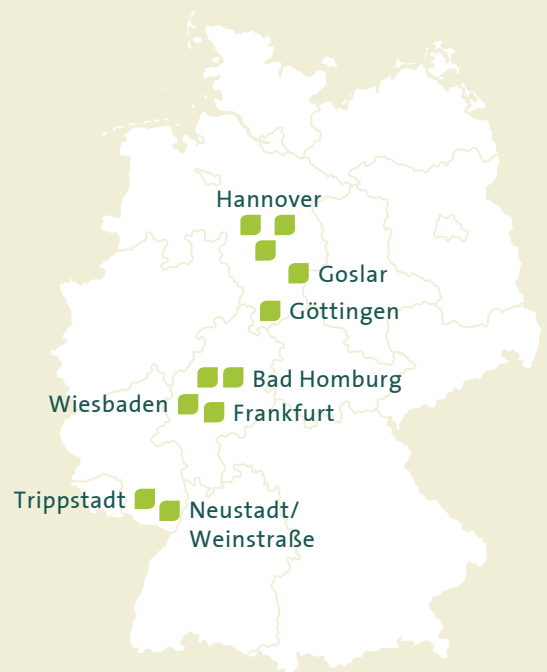 Hannover
Goslar
Göttingen
Bad Homburg
Wiesbaden
Frankfurt
Trippstadt
Neustadt/
Weinstraße